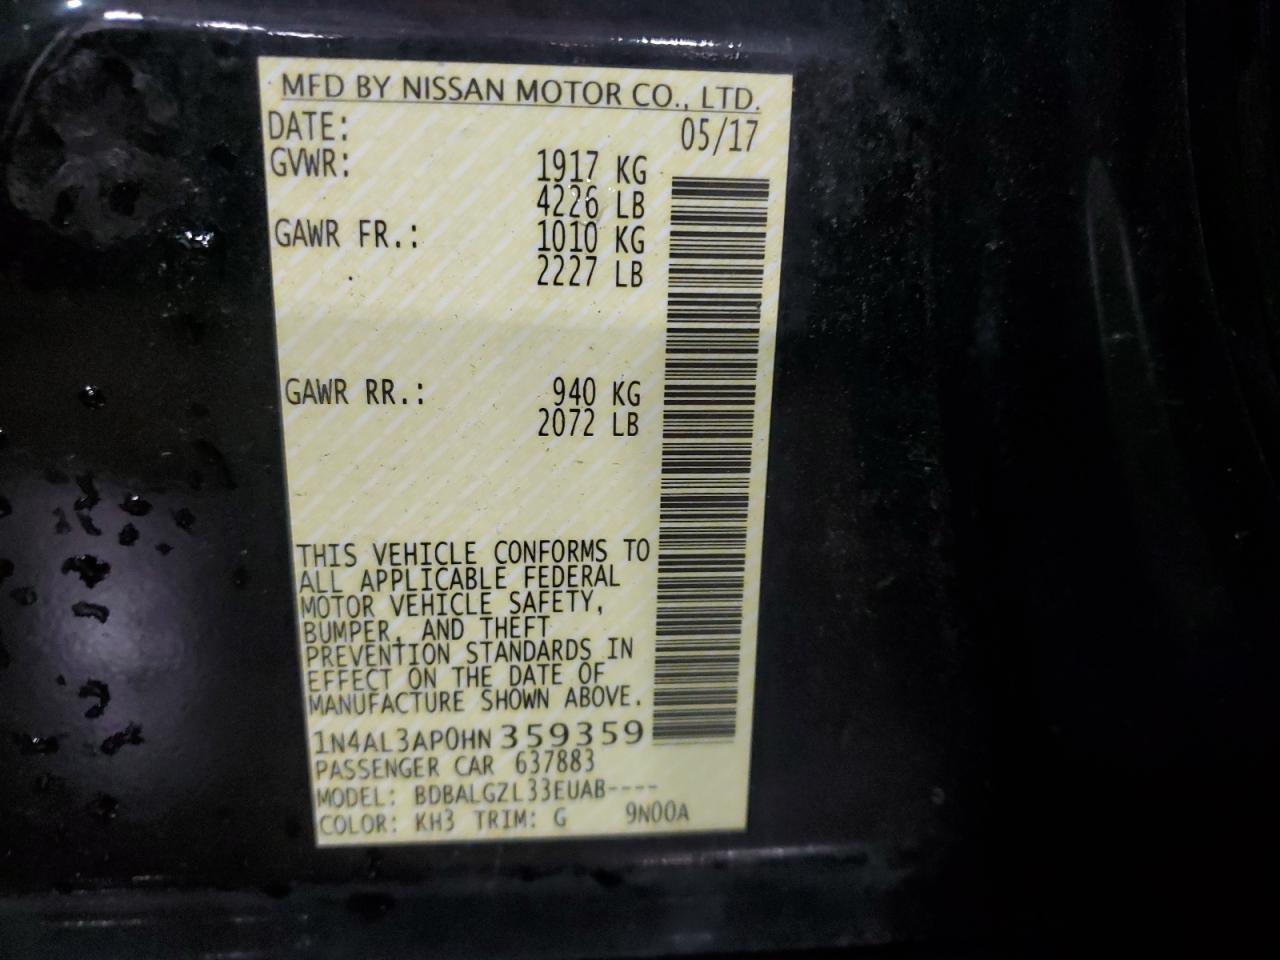 MFD BY NISSAN MOTOR CO., LTD.
DATE: 05/17
GVWR: 1917 KG
4226 LB
GAWR FR.: 1010 KG
2227 LB
GAWR RR.: 940 KG
2072 LB
THIS VEHICLE CONFORMS TO
ALL APPLICABLE FEDERAL
MOTOR VEHICLE SAFETY,
BUMPER, AND THEFT
PREVENTION STANDARDS IN
EFFECT ON THE DATE OF
MANUFACTURE SHOWN ABOVE.
1N4AL3AP0HN 359359
PASSENGER CAR 637883
MODEL: BDBALGZL33EUAB----
COLOR: KH3 TRIM: G 9N00A